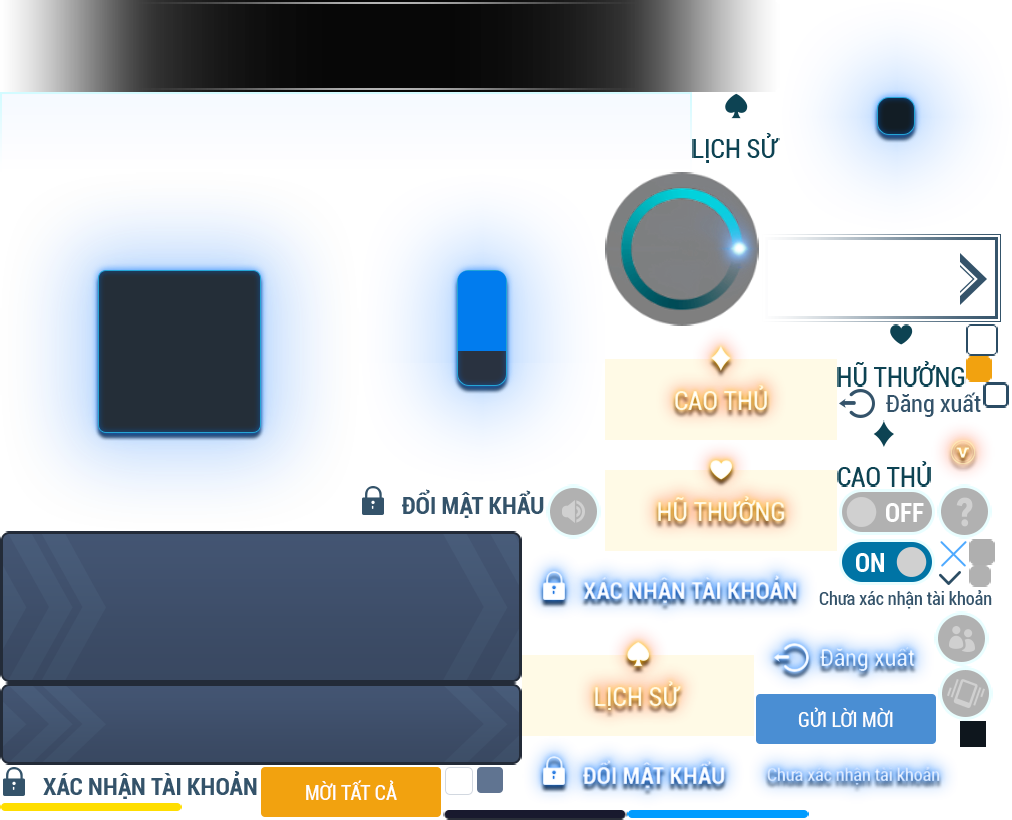 LỊCH SỬ
CAO THỦ
HŨ THƯỞNG
Đăng xuất
CAO THỦ
ĐỔI MẬT KHẨU
HŨ THƯỞNG
OFF
?
ON
XÁC NHẬN TÀI KHOẢN
Chưa xác nhận tài khoản
LỊCH SỬ
Đăng xuất
GỬI LỜI MỜI
XÁC NHẬN TÀI KHOẢN
MỜI TẤT CẢ
ĐỔI MẬT KHẨU
Chưa xác nhận tài khoản
V